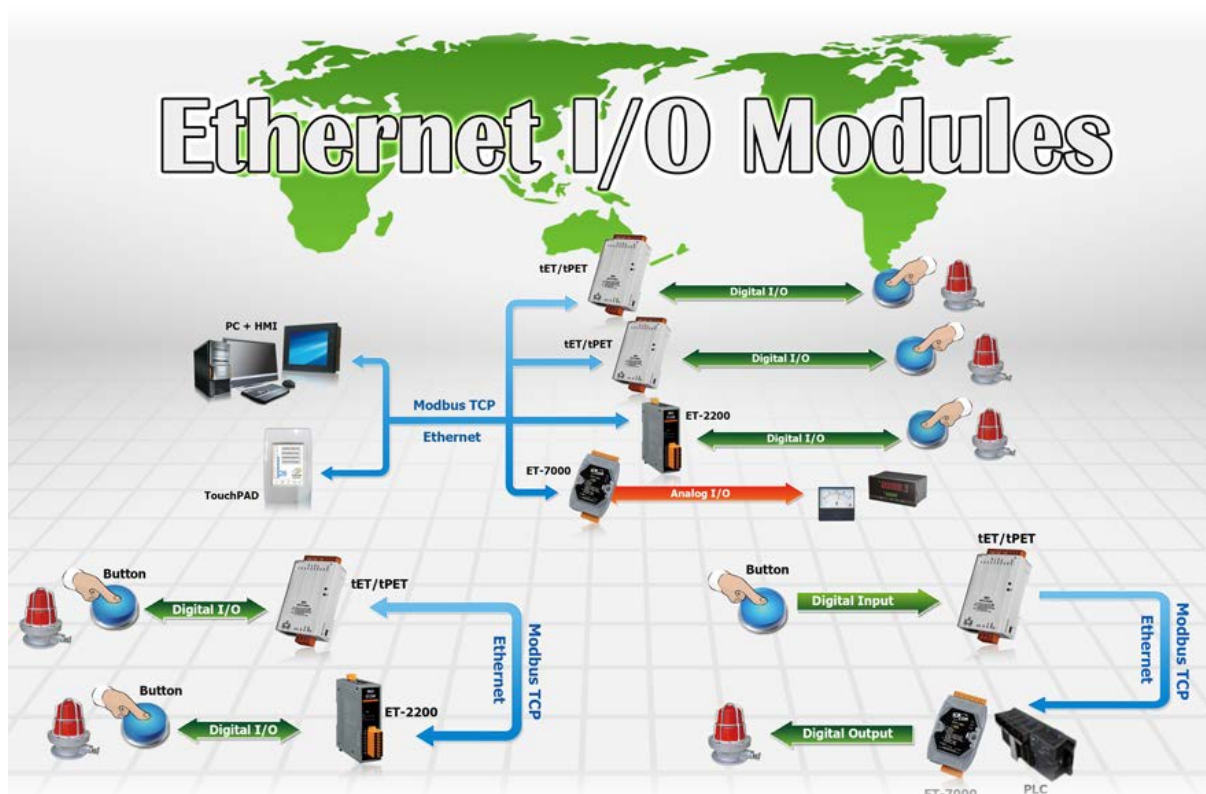 Ethernet I/O Modules
tET/tPET
Digital I/O
PC + HMI
tET/tPET
Digital I/O
Modbus TCP
Ethernet
ET-2200
Digital I/O
TouchPAD
ET-7000
Analog I/O
Button
tET/tPET
Digital I/O
Modbus TCP
Ethernet
Button
ET-2200
Digital I/O
tET/tPET
Button
Digital Input
Modbus TCP
Ethernet
Digital Output
ET-7000
PLC